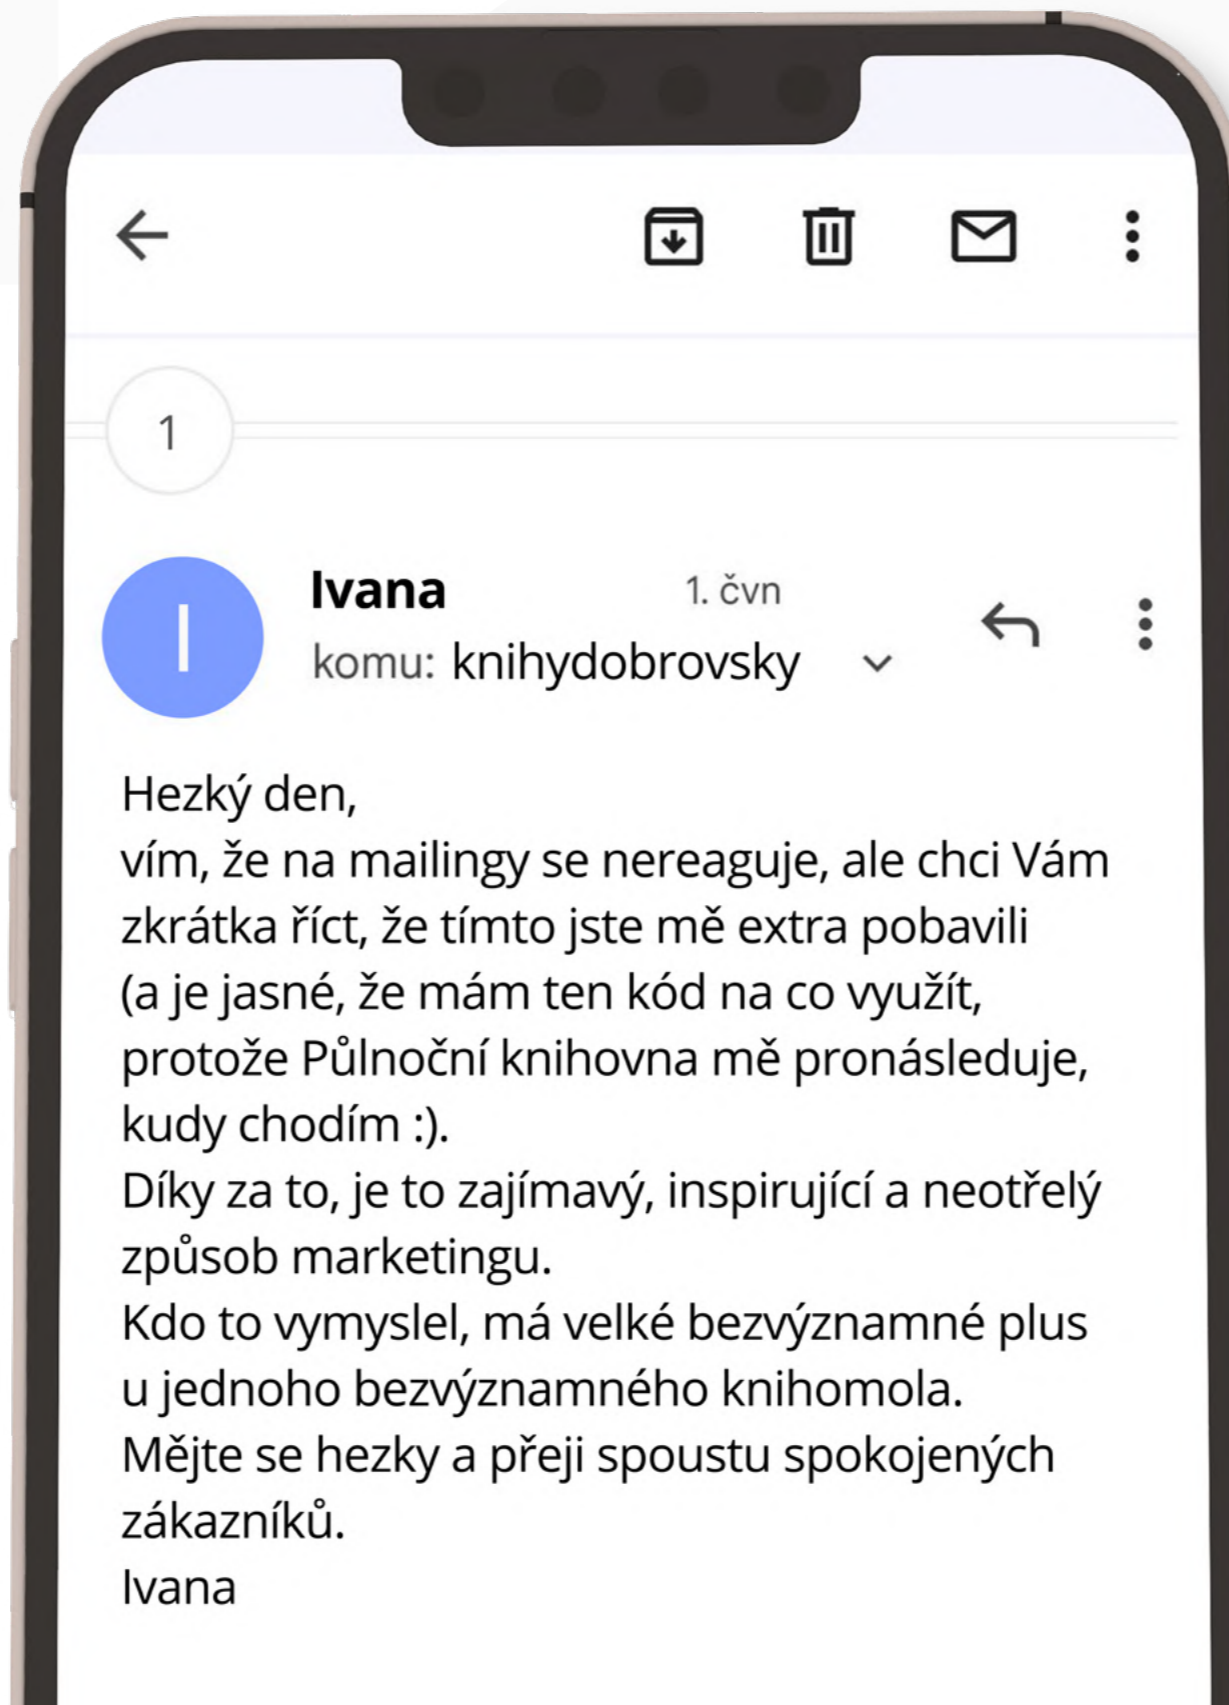 1
I
Ivana 1. čvn
komu: knihydobrovsky
Hezký den,
vím, že na mailingy se nereaguje, ale chci Vám
zkrátka říct, že tímto jste mě extra pobavili
(a je jasné, že mám ten kód na co využít,
protože Půlnoční knihovna mě pronásleduje,
kudy chodím :).
Díky za to, je to zajímavý, inspirující a neotřelý
způsob marketingu.
Kdo to vymyslel, má velké bezvýznamné plus
u jednoho bezvýznamného knihomola.
Mějte se hezky a přeji spoustu spokojených
zákazníků.
Ivana